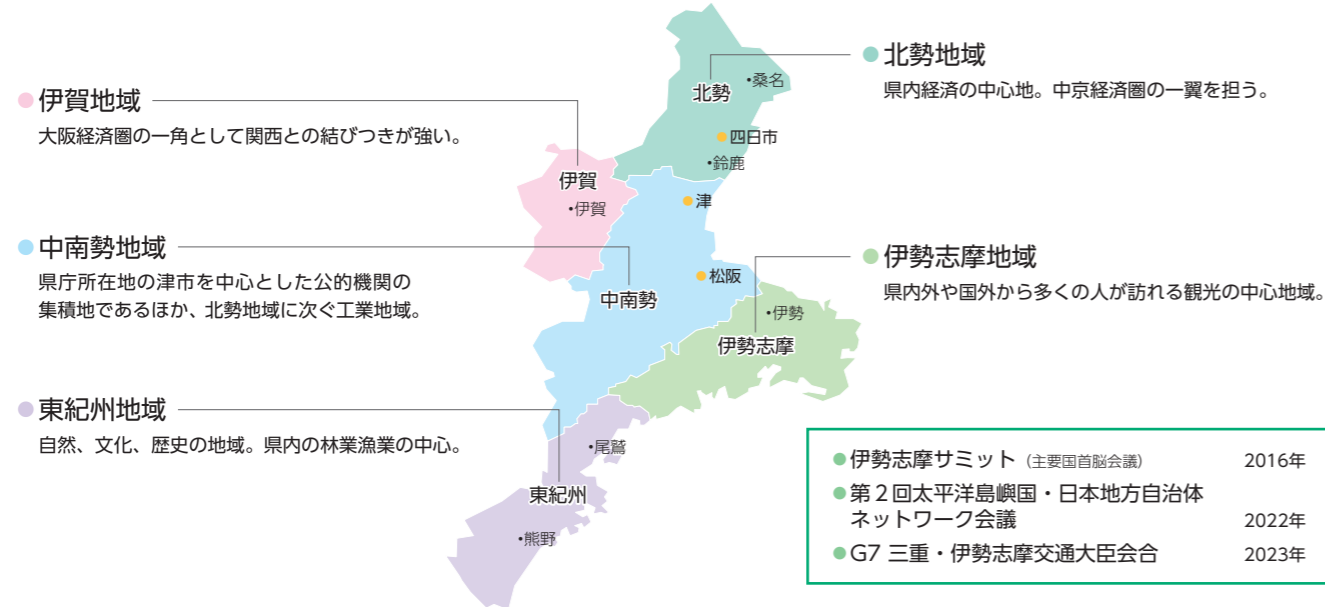 伊賀地域
大阪経済圏の一角として関西との結びつきが強い。
中南勢地域
県庁所在地の津市を中心とした公的機関の
集積地であるほか、北勢地域に次ぐ工業地域。
東紀州地域
自然、文化、歴史の地域。県内の林業漁業の中心。
北勢
・桑名
四日市
・鈴鹿
伊賀
・伊賀
津
松阪
中南勢
・伊勢
伊勢志摩
・尾鷲
東紀州
・熊野
北勢地域
県内経済の中心地。中京経済圏の一翼を担う。
伊勢志摩地域
県内外や国外から多くの人が訪れる観光の中心地域。
伊勢志摩サミット（主要国首脳会議） 2016年
第2回太平洋島嶼国・日本地方自治体
ネットワーク会議 2022年
G7 三重・伊勢志摩交通大臣会合 2023年